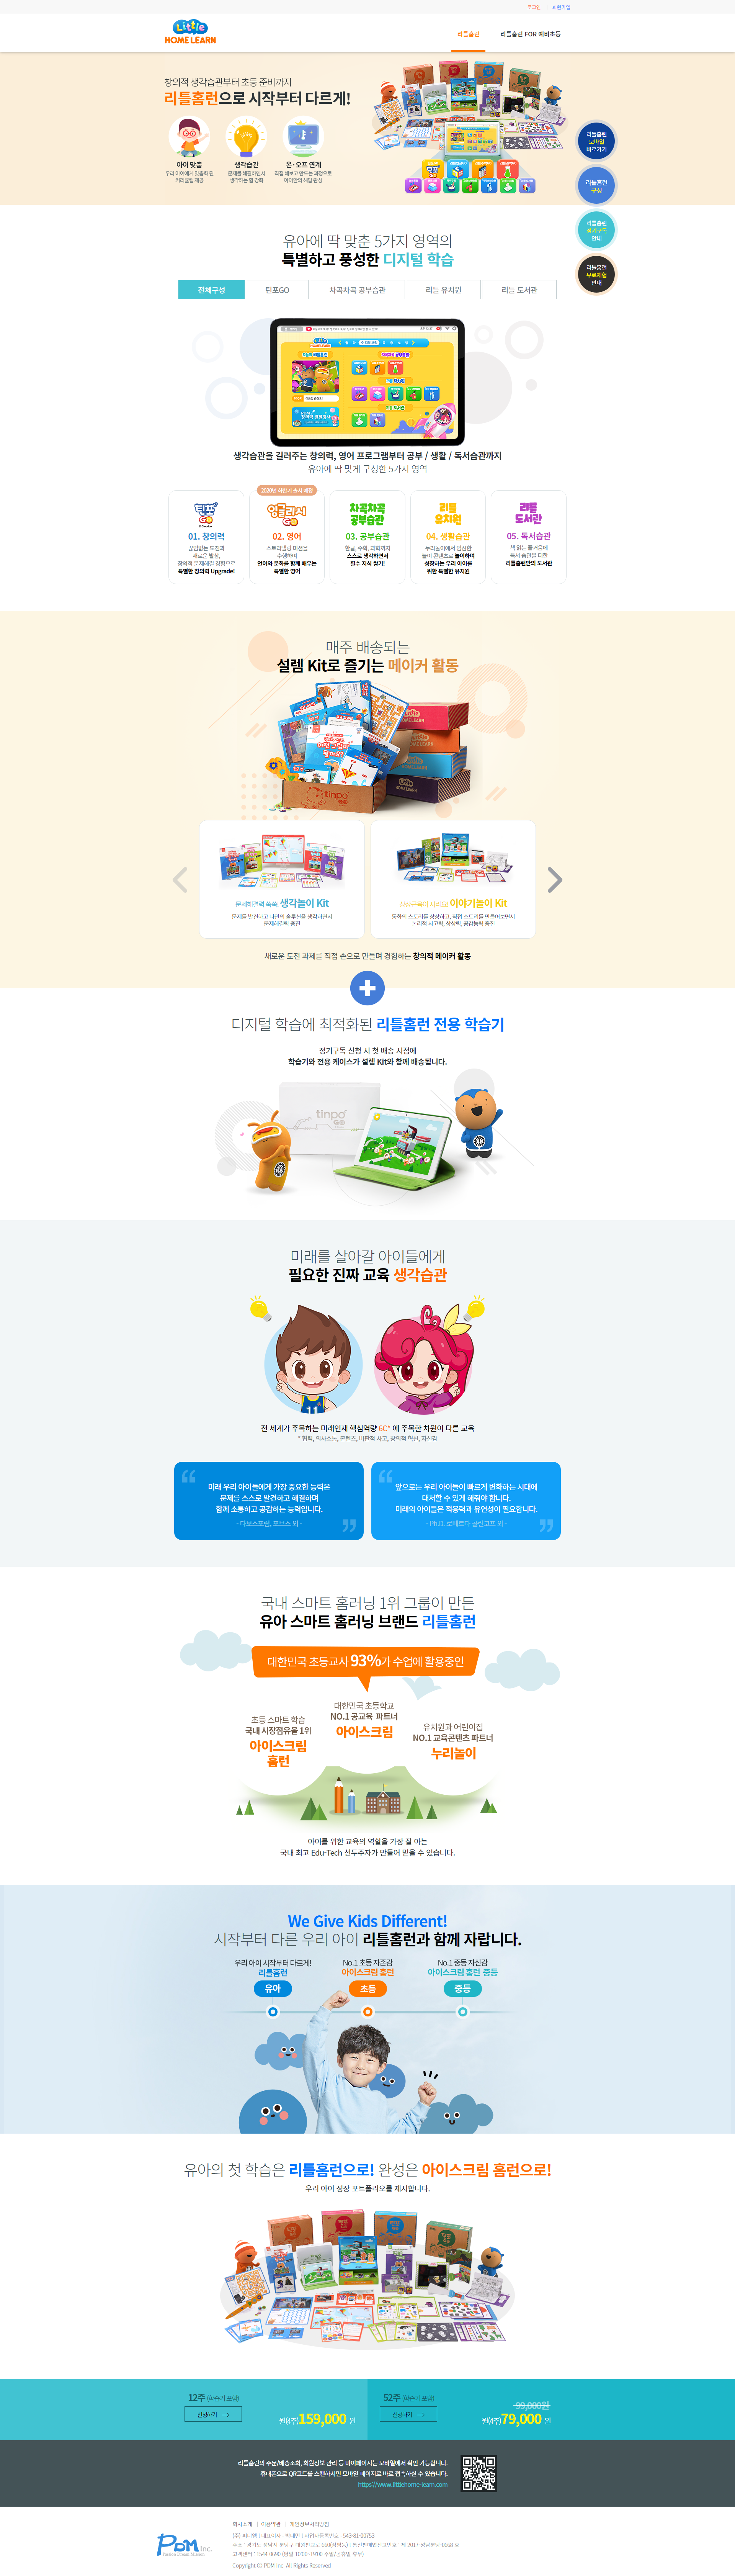 로그인
회원가입
Little
HOME LEARN
리틀홈런
리틀홈런 FOR 예비초등
창의적 생각습관부터 초등 준비까지
리틀홈런으로 시작부터 다르게!
아이 맞춤
우리 아이에게 맞춤화 된
커리큘럼 제공
생각습관
문제를 해결하면서
생각하는 힘 강화
온·오프 연계
직접 해보고 만드는 과정으로
아이만의 해답 완성
리틀홈런
모바일
바로가기
리틀홈런
구성
리틀홈런
정기구독
안내
리틀홈런
무료체험
안내
유아에 딱 맞춘 5가지 영역의
특별하고 풍성한 디지털 학습
전체구성
틴포GO
차곡차곡 공부습관
리틀 유치원
리틀 도서관
생각습관을 길러주는 창의력, 영어 프로그램부터 공부 / 생활 / 독서습관까지
유아에 딱 맞게 구성한 5가지 영역
2020년 하반기 출시 예정
틴포
GO
01. 창의력
끊임없는 도전과
새로운 발상,
창의적 문제해결 경험으로
특별한 창의력 Upgrade!
잉글리시
GO
02. 영어
스토리텔링 미션을
수행하며
언어와 문화를 함께 배우는
특별한 영어
차곡차곡
공부습관
03. 공부습관
한글, 수학, 과학까지
스스로 생각하면서
필수 지식 쌓기!
리틀
유치원
04. 생활습관
누리놀이에서 엄선한
놀이 콘텐츠로 놀이하며
성장하는 우리 아이를
위한 특별한 유치원
리틀
도서관
05. 독서습관
책 읽는 즐거움에
독서 습관을 더한
리틀홈런만의 도서관
매주 배송되는
설렘 Kit로 즐기는 메이커 활동
tinpo
GO
문제해결력 쑥쑥! 생각놀이 Kit
문제를 발견하고 나만의 솔루션을 생각하면서
문제해결력 증진
상상근육이 자라요! 이야기놀이 Kit
동화의 스토리를 상상하고, 직접 스토리를 만들어보면서
논리적 사고력, 상상력, 공감능력 증진
새로운 도전 과제를 직접 손으로 만들며 경험하는 창의적 메이커 활동
디지털 학습에 최적화된 리틀홈런 전용 학습기
정기구독 신청 시 첫 배송 시점에
학습기와 전용 케이스가 설렘 Kit와 함께 배송됩니다.
tinpo
GO
미래를 살아갈 아이들에게
필요한 진짜 교육 생각습관
전 세계가 주목하는 미래인재 핵심역량 6C* 에 주목한 차원이 다른 교육
* 협력, 의사소통, 콘텐츠, 비판적 사고, 창의적 혁신, 자신감
미래 우리 아이들에게 가장 중요한 능력은
문제를 스스로 발견하고 해결하며
함께 소통하고 공감하는 능력입니다.
- 다보스포럼, 포브스 외 -
앞으로는 우리 아이들이 빠르게 변화하는 시대에
대처할 수 있게 해줘야 합니다.
미래의 아이들은 적응력과 유연성이 필요합니다.
- Ph.D. 로베르타 골린코프 외 -
국내 스마트 홈러닝 1위 그룹이 만든
유아 스마트 홈러닝 브랜드 리틀홈런
대한민국 초등교사 93%가 수업에 활용중인
초등 스마트 학습
국내 시장점유율 1위
아이스크림
홈런
대한민국 초등학교
NO.1 공교육 파트너
아이스크림
유치원과 어린이집
NO.1 교육콘텐츠 파트너
누리놀이
아이를 위한 교육의 역할을 가장 잘 아는
국내 최고 Edu-Tech 선두주자가 만들어 믿을 수 있습니다.
We Give Kids Different!
시작부터 다른 우리 아이 리틀홈런과 함께 자랍니다.
우리 아이 시작부터 다르게!
리틀홈런
유아
No.1 초등 자존감
아이스크림 홈런
초등
No.1 중등 자신감
아이스크림 홈런 중등
중등
유아의 첫 학습은 리틀홈런으로! 완성은 아이스크림 홈런으로!
우리 아이 성장 포트폴리오를 제시합니다.
12주 (학습기 포함)
신청하기 →
월(4주)159,000 원
52주 (학습기 포함)
신청하기 →
99,000원
월(4주)79,000 원
리틀홈런의 주문/배송조회, 회원정보 관리 등 마이페이지는 모바일에서 확인 가능합니다.
휴대폰으로 QR코드를 스캔하시면 모바일 페이지로 바로 접속하실 수 있습니다.
https://www.littlehome-learn.com
PDM Inc.
회사소개 | 이용약관 | 개인정보처리방침
고객센터 : 1544-0690 (평일 10:00~19:00 주말/공휴일 휴무)
Copyright ⓒ PDM Inc. All Rights Reserved